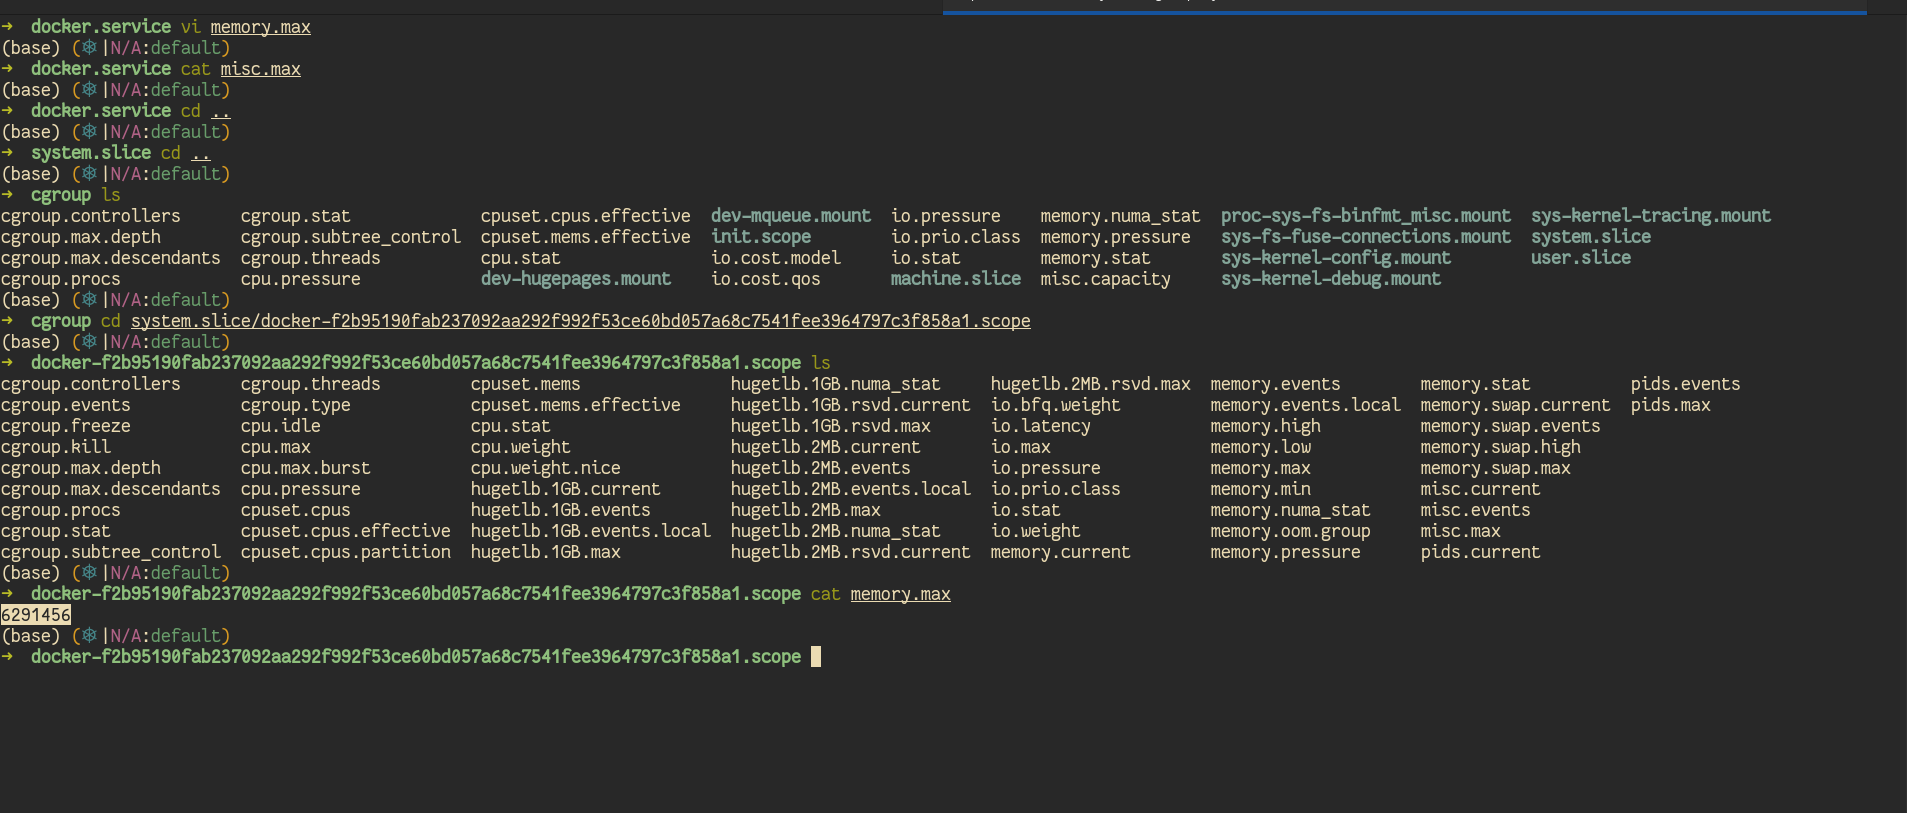 → docker.service vi memory.max
(base) (⎈|N/A:default)
→ docker.service cat misc.max
(base) (⎈|N/A:default)
→ docker.service cd ..
(base) (⎈|N/A:default)
→ system.slice cd ..
(base) (⎈|N/A:default)
→ cgroup ls
cgroup.controllers cgroup.stat cpuset.cpus.effective dev-mqueue.mount io.pressure memory.numa_stat proc-sys-fs-binfmt_misc.mount sys-kernel-tracing.mount
cgroup.max.depth cgroup.subtree_control cpuset.mems.effective init.scope io.prio.class memory.pressure sys-fs-fuse-connections.mount system.slice
cgroup.max.descendants cgroup.threads cpu.stat io.cost.model io.stat memory.stat sys-kernel-config.mount user.slice
cgroup.procs cpu.pressure dev-hugepages.mount io.cost.qos machine.slice misc.capacity sys-kernel-debug.mount
(base) (⎈|N/A:default)
→ cgroup cd system.slice/docker-f2b95190fab237092aa292f992f53ce60bd057a68c7541fee3964797c3f858a1.scope
(base) (⎈|N/A:default)
→ docker-f2b95190fab237092aa292f992f53ce60bd057a68c7541fee3964797c3f858a1.scope ls
cgroup.controllers cgroup.threads cpuset.mems hugetlb.1GB.numa_stat hugetlb.2MB.rsvd.max memory.events memory.stat pids.events
cgroup.events cgroup.type cpuset.mems.effective hugetlb.1GB.rsvd.current io.bfq.weight memory.events.local memory.swap.current pids.max
cgroup.freeze cpu.idle cpu.stat hugetlb.1GB.rsvd.max io.latency memory.high memory.swap.events
cgroup.kill cpu.max cpu.weight hugetlb.2MB.current io.max memory.low memory.swap.high
cgroup.max.depth cpu.max.burst cpu.weight.nice hugetlb.2MB.events io.pressure memory.max memory.swap.max
cgroup.max.descendants cpu.pressure hugetlb.1GB.current hugetlb.2MB.events.local io.prio.class memory.min misc.current
cgroup.procs cpuset.cpus hugetlb.1GB.events hugetlb.2MB.max io.stat memory.numa_stat misc.events
cgroup.stat cpuset.cpus.effective hugetlb.1GB.events.local hugetlb.2MB.numa_stat io.weight memory.oom.group misc.max
cgroup.subtree_control cpuset.cpus.partition hugetlb.1GB.max hugetlb.2MB.rsvd.current memory.current memory.pressure pids.current
(base) (⎈|N/A:default)
→ docker-f2b95190fab237092aa292f992f53ce60bd057a68c7541fee3964797c3f858a1.scope cat memory.max
6291456
(base) (⎈|N/A:default)
→ docker-f2b95190fab237092aa292f992f53ce60bd057a68c7541fee3964797c3f858a1.scope